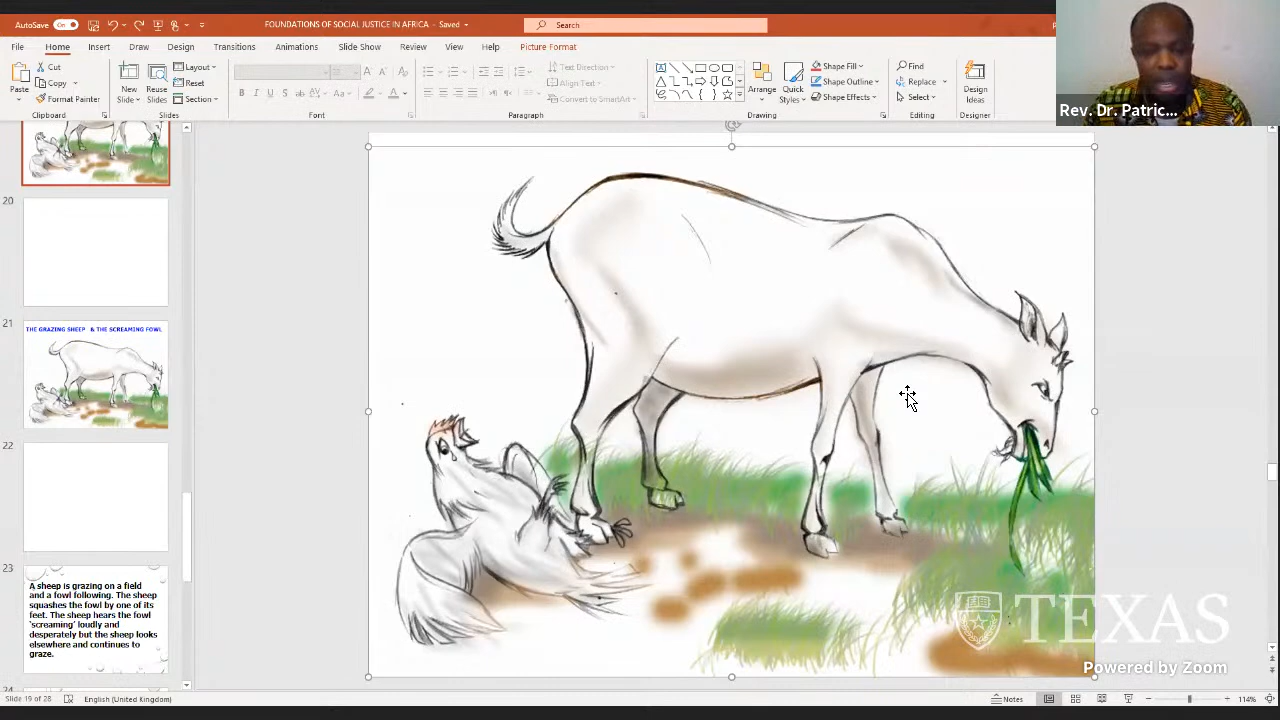 AutoSave On
FOUNDATIONS OF SOCIAL JUSTICE IN AFRICA - Saved
Search
File Home Insert Draw Design Transitions Animations Slide Show Review View Help Picture Format
Paste
Cut
Copy
Format Painter
Clipboard
New Slide
Reuse Slides
Layout
Reset
Section
Slides
Font
Text Direction
Align Text
Convert to SmartArt
Paragraph
Arrange
Quick Styles
Shape Fill
Shape Outline
Shape Effects
Drawing
Find
Replace
Select
Editing
Design Ideas
Designer
Rev. Dr. Patric...
20
21
THE GRAZING SHEEP & THE SCREAMING FOWL
22
23
A sheep is grazing on a field
and a fowl following. The sheep
squashes the fowl by one of its
feet. The sheep hears the fowl
'screaming' loudly and
desperately but the sheep looks
elsewhere and continues to
graze.
TEXAS
Powered by Zoom
Slide 19 of 28
English (United Kingdom)
Notes
114%